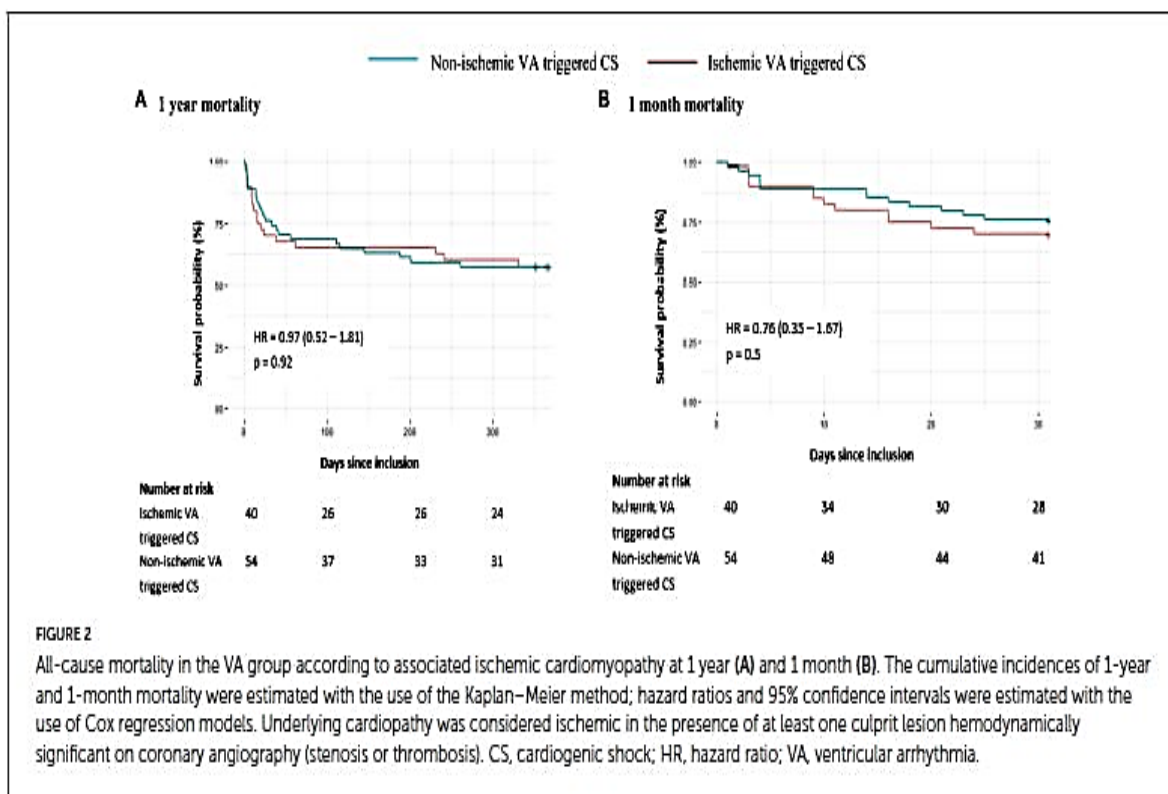 Non-ischemic VA triggered CS Ischemic VA triggered CS
A 1 year mortality
B 1 month mortality
Survival probability (%)
1.00
75
50
25
00
HR = 0.97 (0.52 – 1.81)
p = 0.92
0 100 200 300
Days since inclusion
Number at risk
Ischemic VA triggered CS 40 26 26 24
Non-ischemic VA triggered CS 54 37 33 31
Survival probability (%)
1.00
0.75
0.50
0.25
0.00
HR = 0.76 (0.35 – 1.67)
p = 0.5
0 10 20 30
Days since inclusion
Number at risk
Ischemic VA triggered CS 40 34 30 28
Non-ischemic VA triggered CS 54 48 44 41
FIGURE 2
All-cause mortality in the VA group according to associated ischemic cardiomyopathy at 1 year (A) and 1 month (B). The cumulative incidences of 1-year
and 1-month mortality were estimated with the use of the Kaplan–Meier method; hazard ratios and 95% confidence intervals were estimated with the
use of Cox regression models. Underlying cardiopathy was considered ischemic in the presence of at least one culprit lesion hemodynamically
significant on coronary angiography (stenosis or thrombosis). CS, cardiogenic shock; HR, hazard ratio; VA, ventricular arrhythmia.